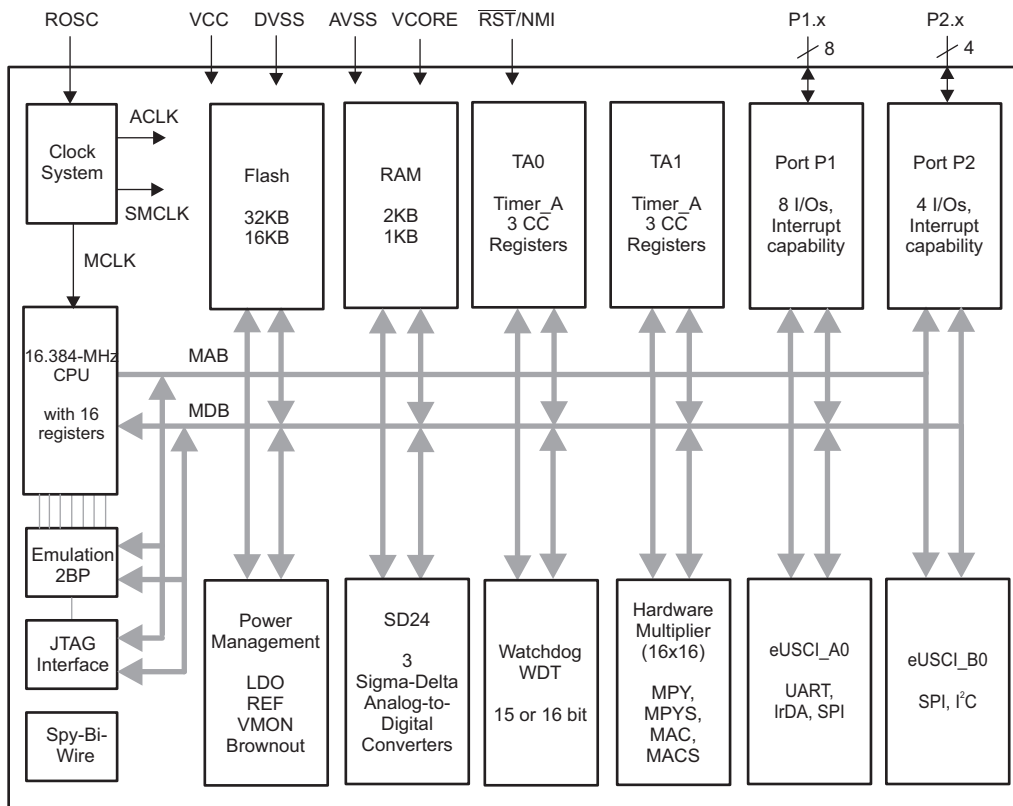 ROSC
VCC
DVSS
AVSS
VCORE
RST/NMI
P1.x
P2.x
8
4
Clock
System
ACLK
SMCLK
MCLK
Flash
32KB
16KB
RAM
2KB
1KB
TA0
Timer_A
3 CC
Registers
TA1
Timer_A
3 CC
Registers
Port P1
8 I/Os,
Interrupt
capability
Port P2
4 I/Os,
Interrupt
capability
16.384-MHz
CPU
with 16
registers
MAB
MDB
Emulation
2BP
JTAG
Interface
Spy-Bi-
Wire
Power
Management
LDO
REF
VMON
Brownout
SD24
3
Sigma-Delta
Analog-to-
Digital
Converters
Watchdog
WDT
15 or 16 bit
Hardware
Multiplier
(16x16)
MPY,
MPYS,
MAC,
MACS
eUSCI_A0
UART,
IrDA, SPI
eUSCI_B0
SPI, I²C